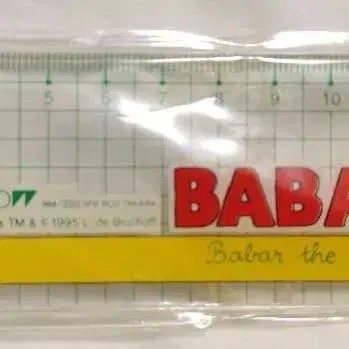 5 6 7 8 9 10
BABA
TM & © 1995 L. de Brunhoff
Babar the